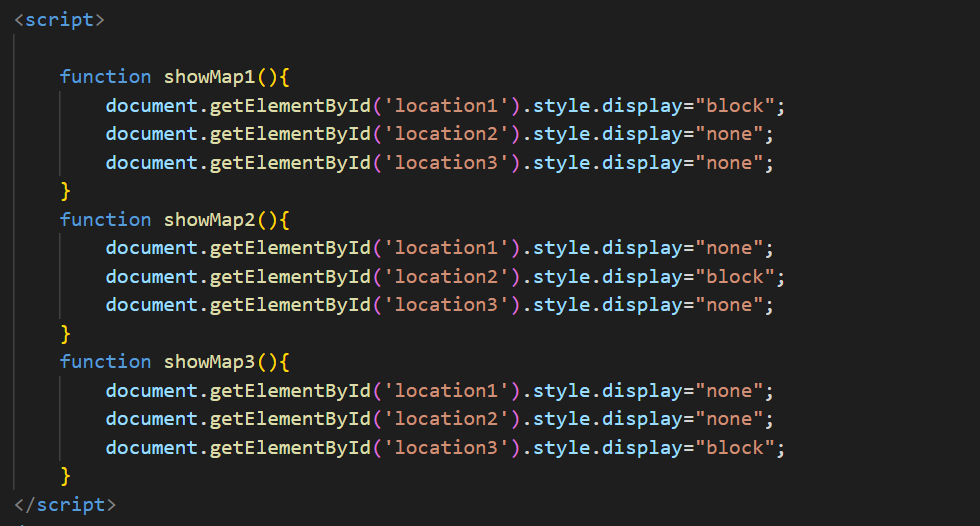 <script>
function showMap1(){
document.getElementById('location1').style.display="block";
document.getElementById('location2').style.display="none";
document.getElementById('location3').style.display="none";
}
function showMap2(){
document.getElementById('location1').style.display="none";
document.getElementById('location2').style.display="block";
document.getElementById('location3').style.display="none";
}
function showMap3(){
document.getElementById('location1').style.display="none";
document.getElementById('location2').style.display="none";
document.getElementById('location3').style.display="block";
}
</script>